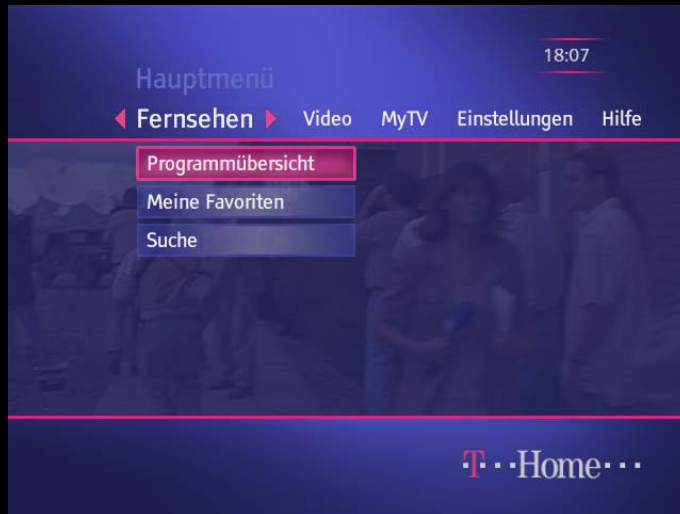 18:07
Hauptmenü
Fernsehen Video MyTV Einstellungen Hilfe
Programmübersicht
Meine Favoriten
Suche
T···Home···